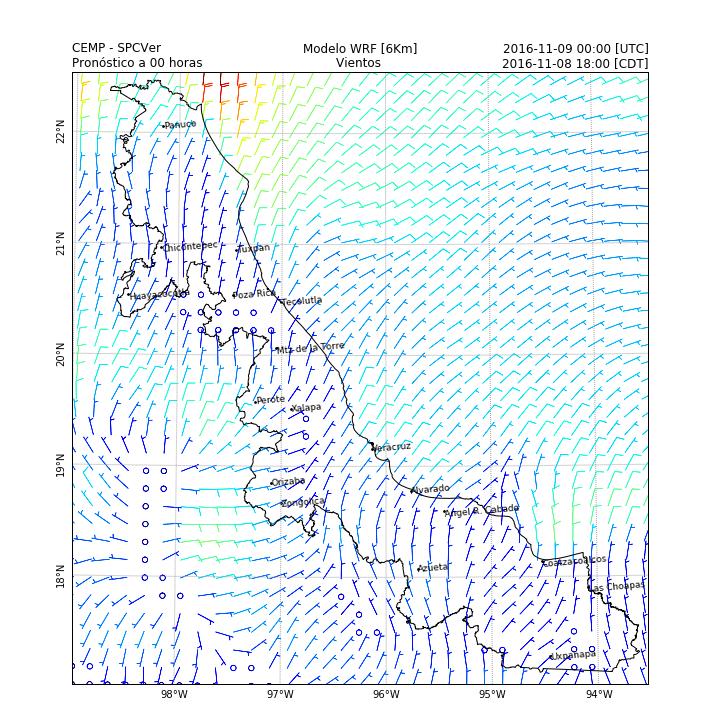 CEMP - SPCVer Modelo WRF [6Km] 2016-11-09 00:00 [UTC]
Pronóstico a 00 horas Vientos 2016-11-08 18:00 [CDT]
22°N
Panuco
21°N
Chicontepec
Tuxpan
Huayacocotla
Poza Rica
Tecolutla
20°N
Mtz de la Torre
Perote
Xalapa
19°N
Veracruz
Orizaba
Alvarado
Zongolica
Angel R. Cabada
18°N
Azueta
Coatzacoalcos
Las Choapas
Uxpanapa
98°W 97°W 96°W 95°W 94°W